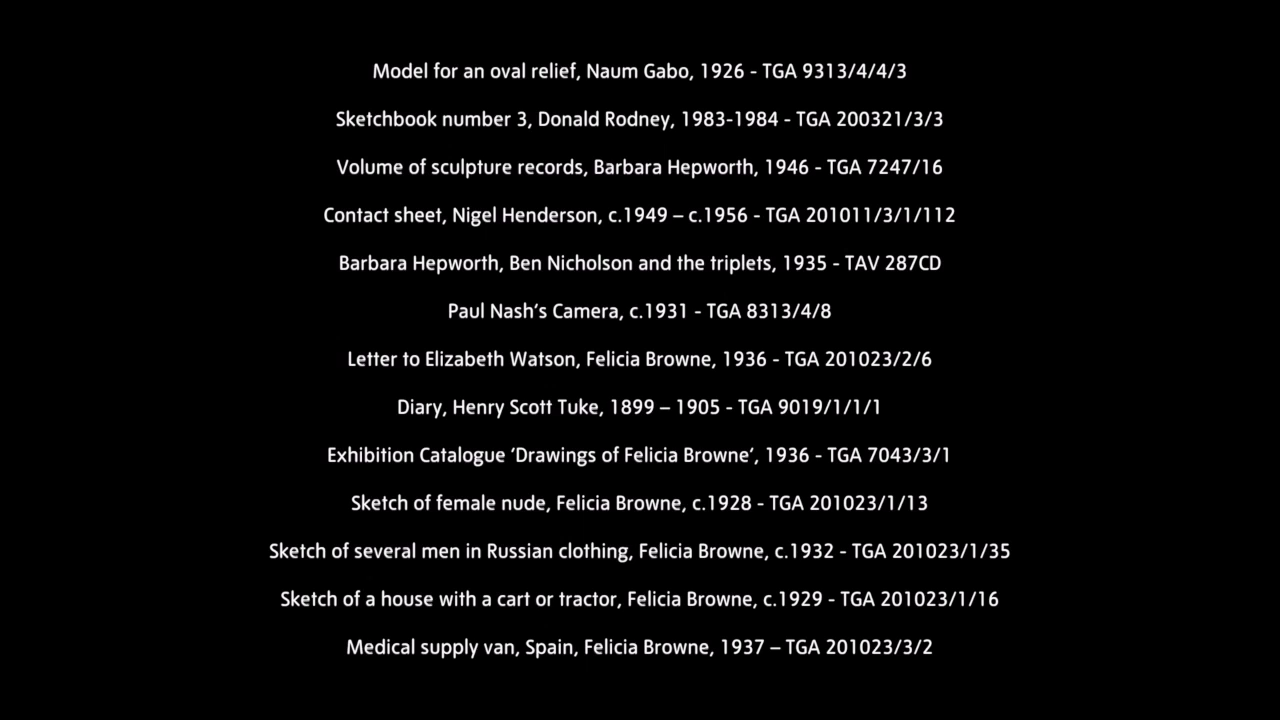 Model for an oval relief, Naum Gabo, 1926 - TGA 9313/4/4/3
Sketchbook number 3, Donald Rodney, 1983-1984 - TGA 200321/3/3
Volume of sculpture records, Barbara Hepworth, 1946 - TGA 7247/16
Contact sheet, Nigel Henderson, c.1949 – c.1956 - TGA 201011/3/1/112
Barbara Hepworth, Ben Nicholson and the triplets, 1935 - TAV 287CD
Paul Nash’s Camera, c.1931 - TGA 8313/4/8
Letter to Elizabeth Watson, Felicia Browne, 1936 - TGA 201023/2/6
Diary, Henry Scott Tuke, 1899 – 1905 - TGA 9019/1/1/1
Exhibition Catalogue ‘Drawings of Felicia Browne’, 1936 - TGA 7043/3/1
Sketch of female nude, Felicia Browne, c.1928 - TGA 201023/1/13
Sketch of several men in Russian clothing, Felicia Browne, c.1932 - TGA 201023/1/35
Sketch of a house with a cart or tractor, Felicia Browne, c.1929 - TGA 201023/1/16
Medical supply van, Spain, Felicia Browne, 1937 – TGA 201023/3/2